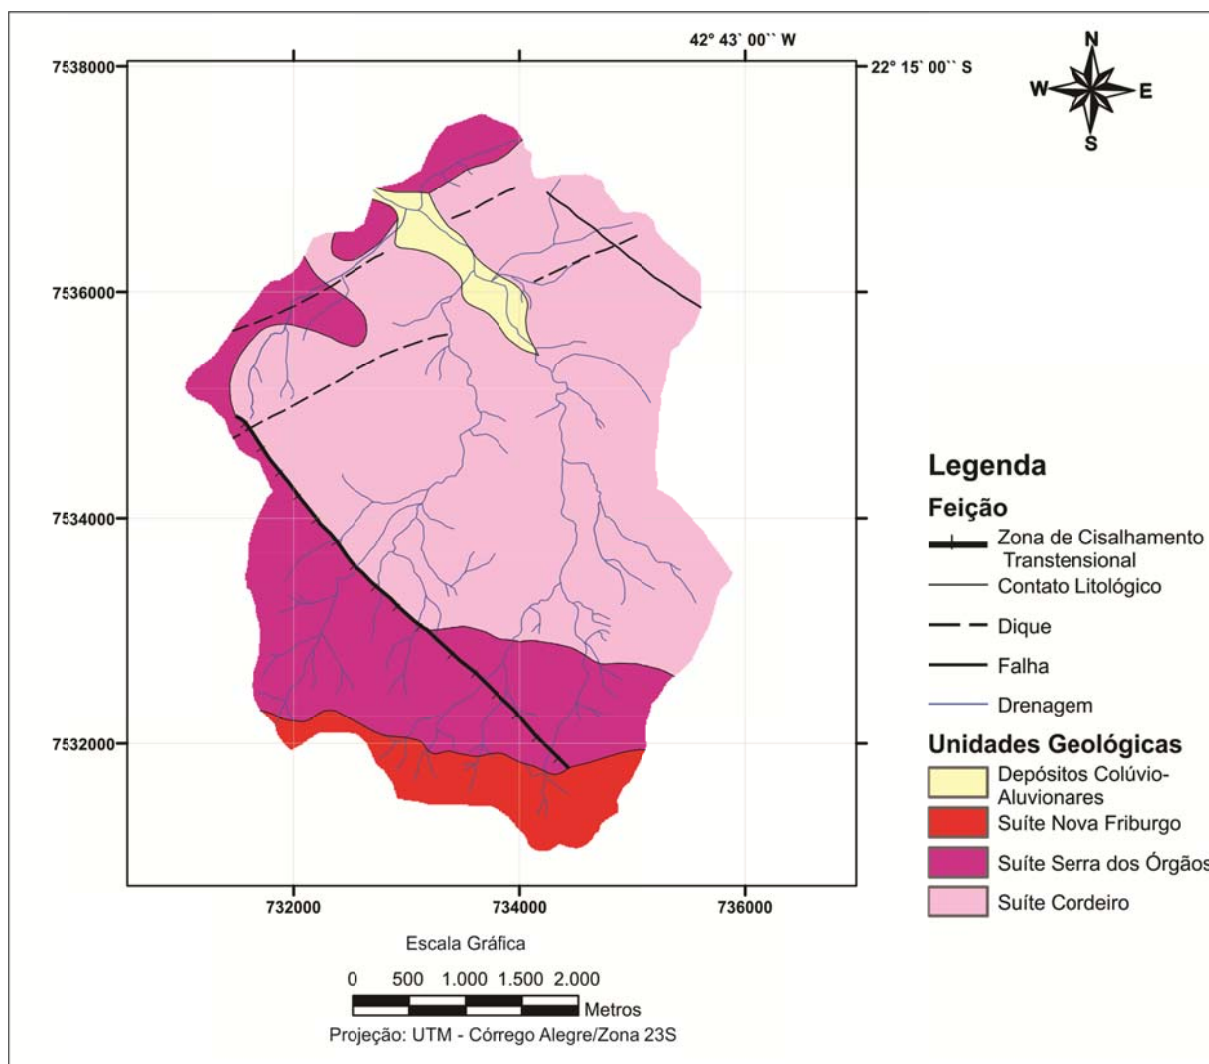 42° 43` 00`` W
7538000
22° 15` 00`` S
N
W
E
S
7536000
7534000
7532000
732000
734000
736000
Escala Gráfica
0 500 1.000 1.500 2.000
Metros
Projeção: UTM - Córrego Alegre/Zona 23S
Legenda
Feição
Zona de Cisalhamento
Transtensional
Contato Litológico
Dique
Falha
Drenagem
Unidades Geológicas
Depósitos Colúvio-
Aluvionares
Suíte Nova Friburgo
Suíte Serra dos Órgãos
Suíte Cordeiro